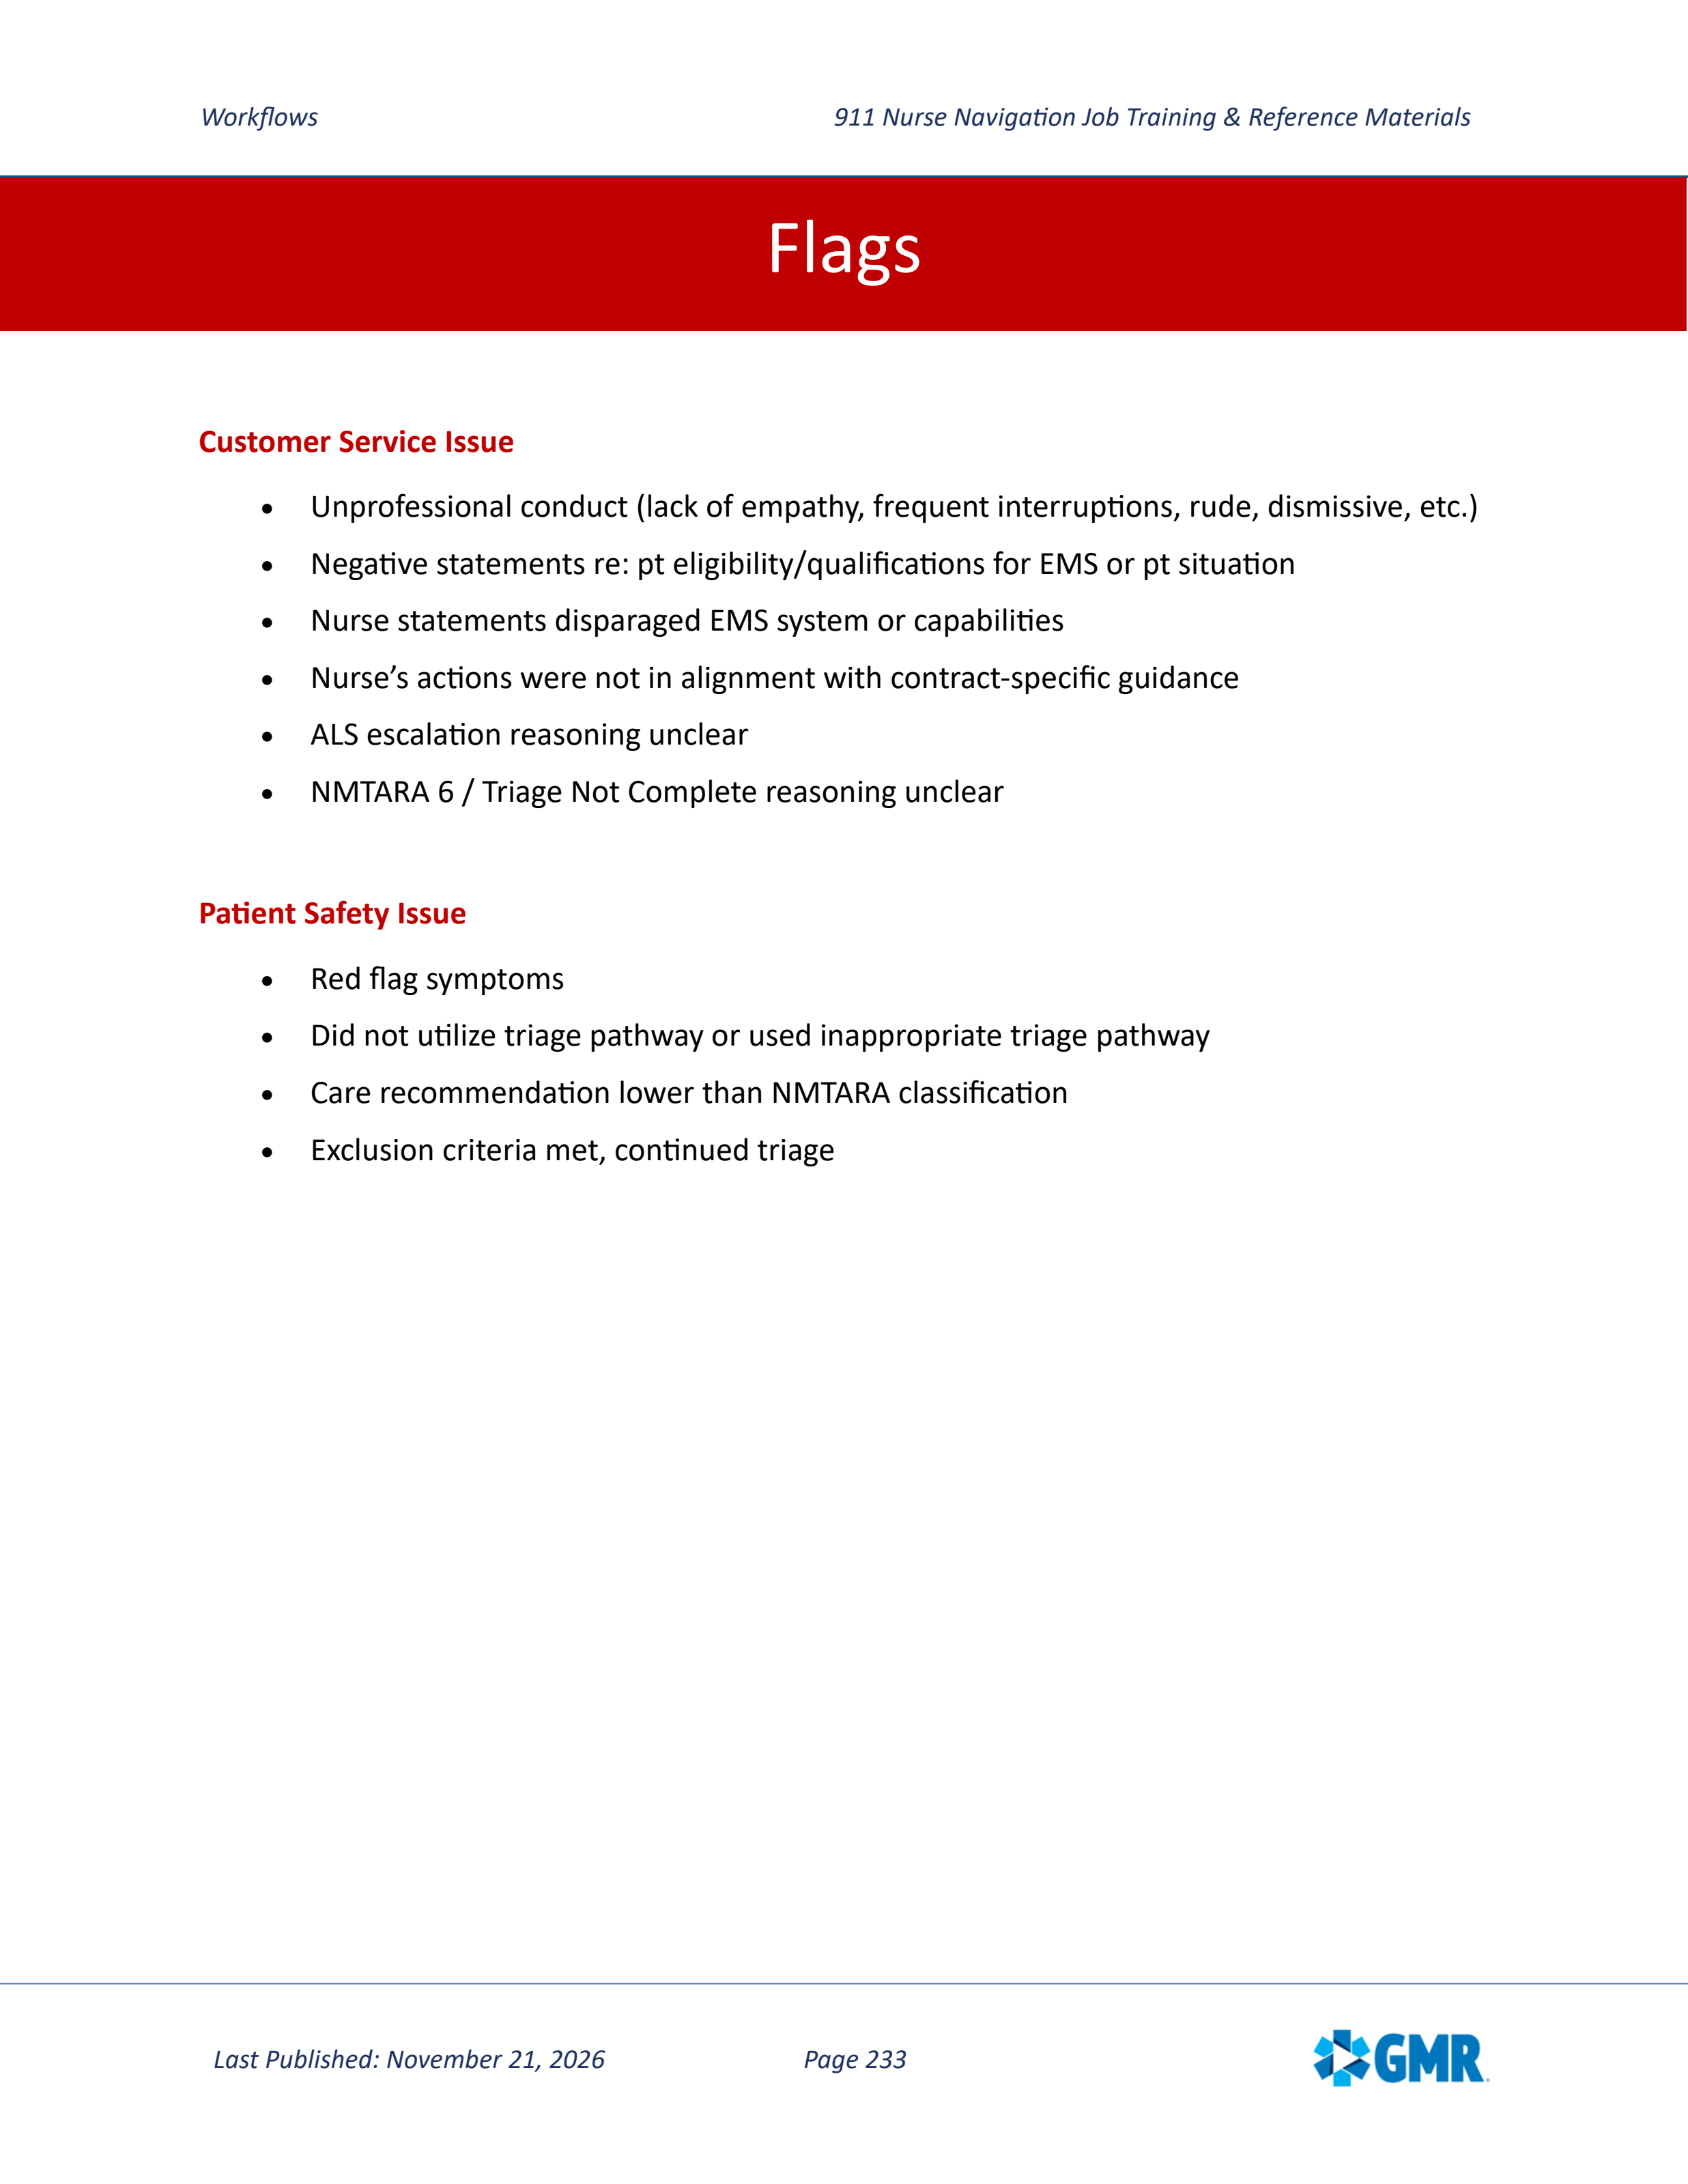 Workflows 911 Nurse Navigation Job Training & Reference Materials
Flags
Customer Service Issue
• Unprofessional conduct (lack of empathy, frequent interruptions, rude, dismissive, etc.)
• Negative statements re: pt eligibility/qualifications for EMS or pt situation
• Nurse statements disparaged EMS system or capabilities
• Nurse’s actions were not in alignment with contract-specific guidance
• ALS escalation reasoning unclear
• NMTARA 6 / Triage Not Complete reasoning unclear
Patient Safety Issue
• Red flag symptoms
• Did not utilize triage pathway or used inappropriate triage pathway
• Care recommendation lower than NMTARA classification
• Exclusion criteria met, continued triage
Last Published: November 21, 2026 Page 233 GMR